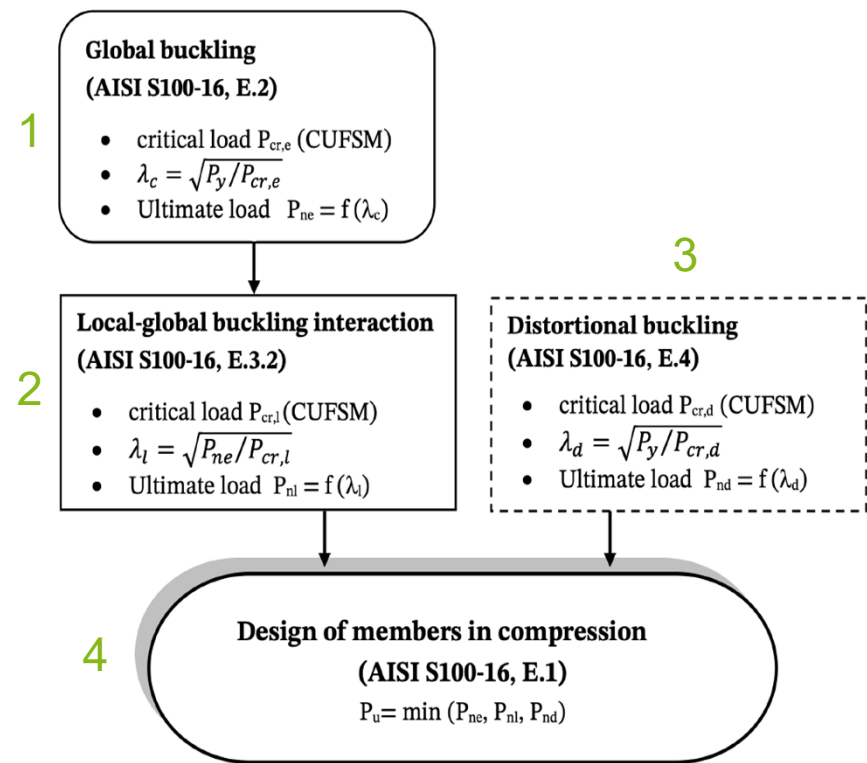 1
Global buckling
(AISI S100-16, E.2)
• critical load P_cr,e (CUFSM)
• λ_c = √P_y/P_cr,e
• Ultimate load P_ne = f (λ_c)
2
Local-global buckling interaction
(AISI S100-16, E.3.2)
• critical load P_cr,l (CUFSM)
• λ_l = √P_ne/P_cr,l
• Ultimate load P_nl = f (λ_l)
3
Distortional buckling
(AISI S100-16, E.4)
• critical load P_cr,d (CUFSM)
• λ_d = √P_y/P_cr,d
• Ultimate load P_nd = f (λ_d)
4
Design of members in compression
(AISI S100-16, E.1)
P_u= min (P_ne, P_nl, P_nd)